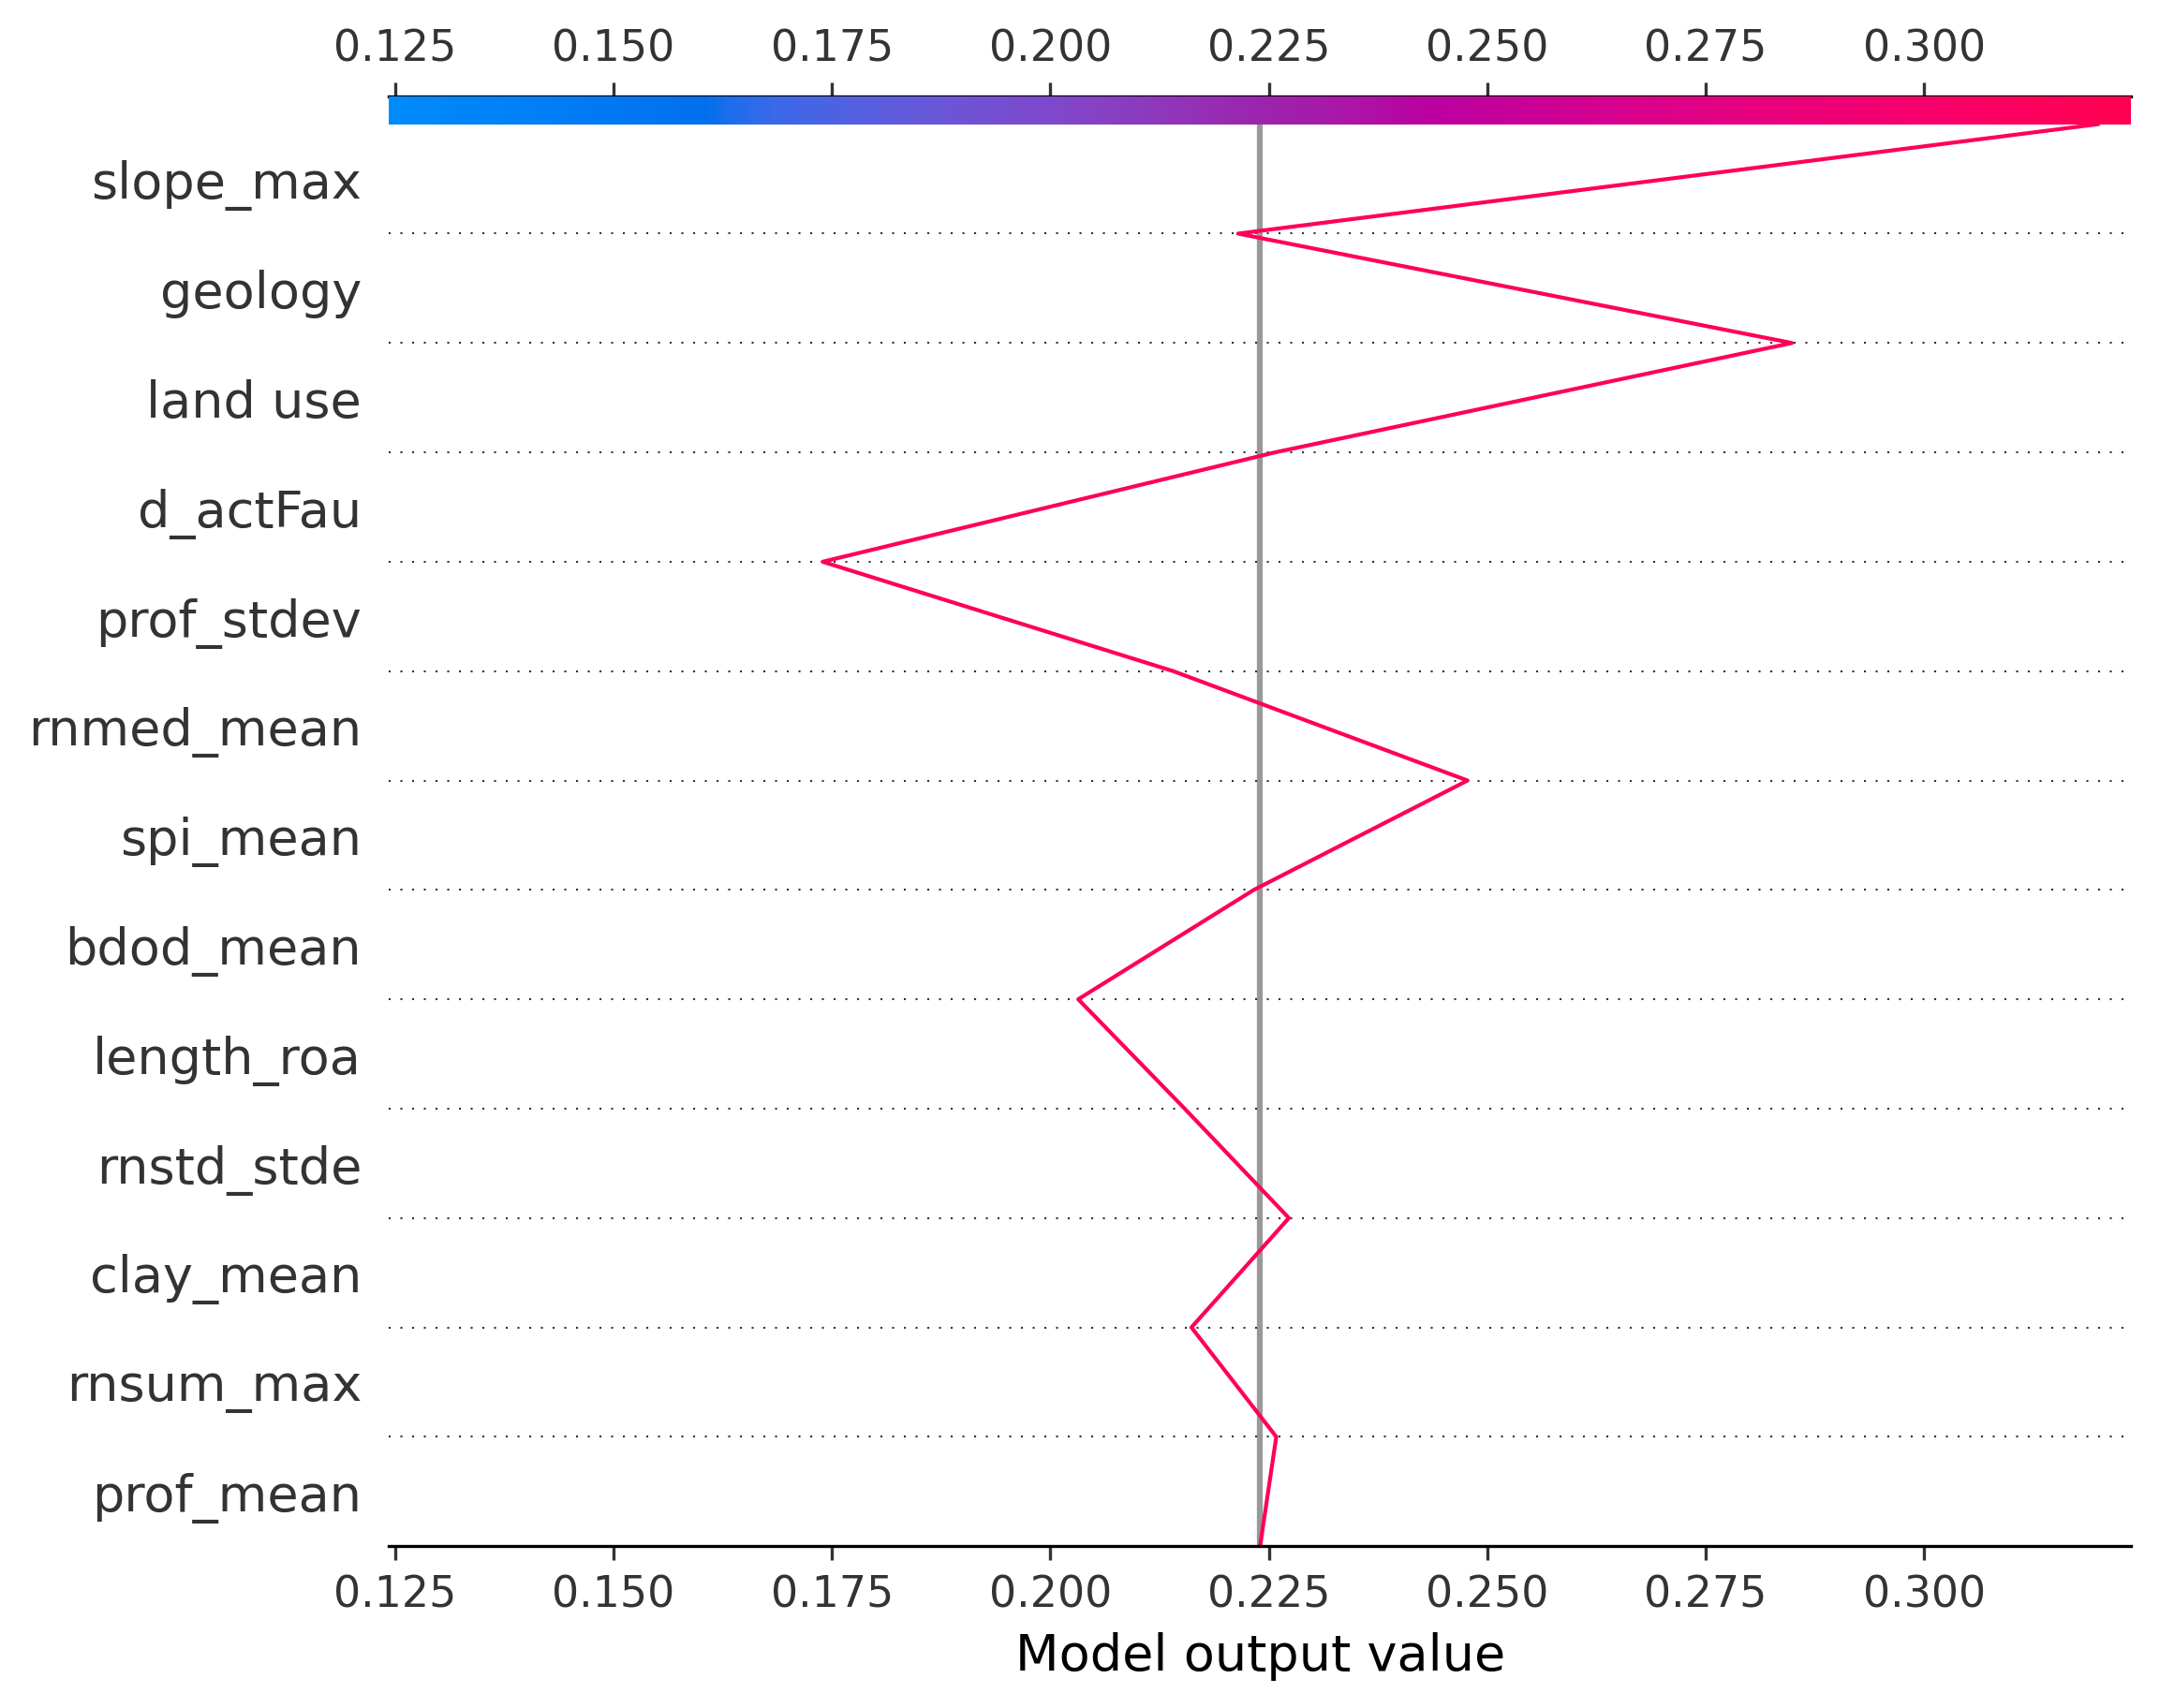 0.125 0.150 0.175 0.200 0.225 0.250 0.275 0.300
slope_max
geology
land use
d_actFau
prof_stdev
rnmed_mean
spi_mean
bdod_mean
length_roa
rnstd_stde
clay_mean
rnsum_max
prof_mean
0.125 0.150 0.175 0.200 0.225 0.250 0.275 0.300
Model output value